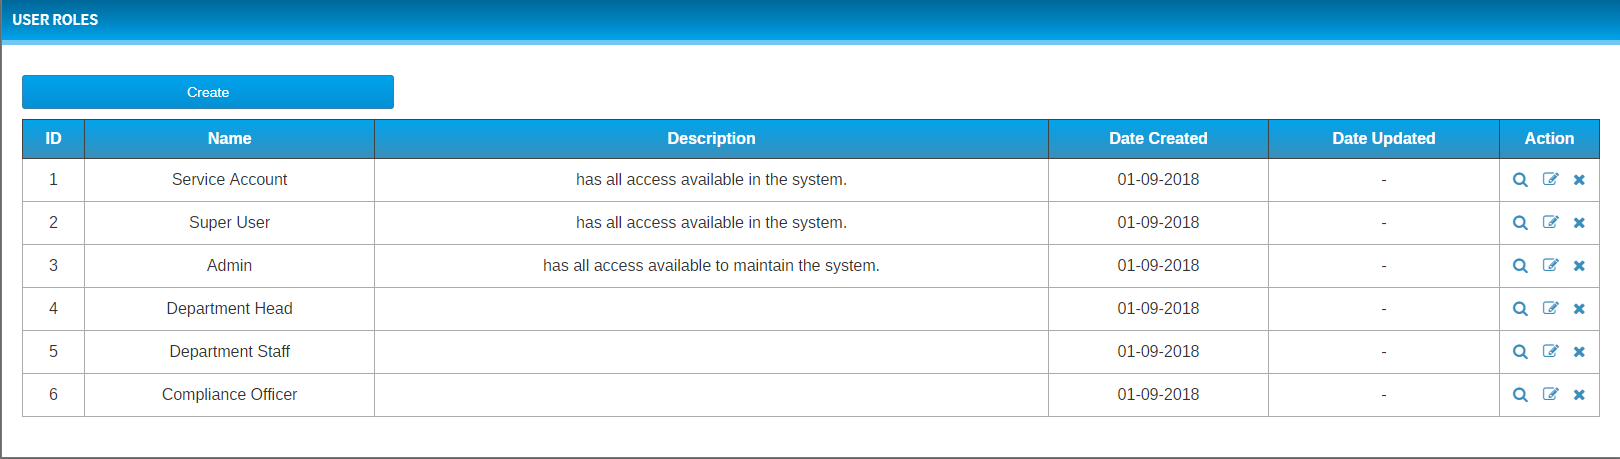 USER ROLES
Create
ID Name Description Date Created Date Updated Action
1 Service Account has all access available in the system. 01-09-2018 -
2 Super User has all access available in the system. 01-09-2018 -
3 Admin has all access available to maintain the system. 01-09-2018 -
4 Department Head 01-09-2018 -
5 Department Staff 01-09-2018 -
6 Compliance Officer 01-09-2018 -